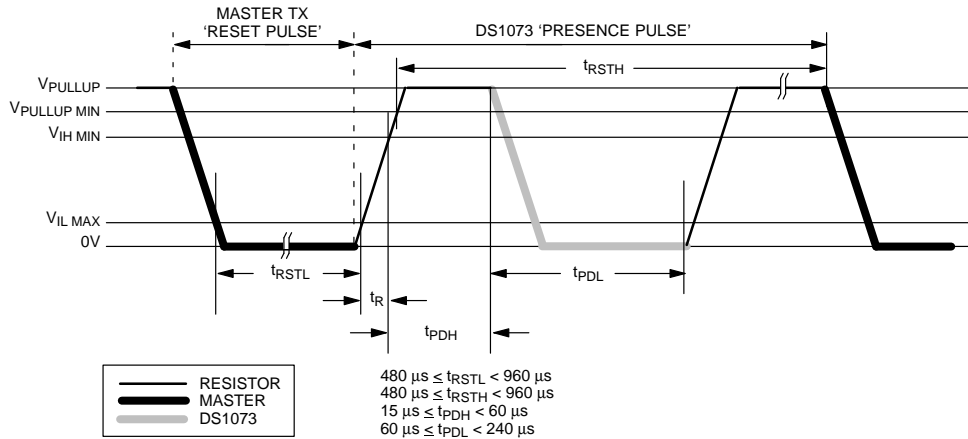 MASTER TX
'RESET PULSE'
DS1073 'PRESENCE PULSE'
tRSTH
VPULLUP
VPULLUP MIN
VIH MIN
VIL MAX
0V
tRSTL
tR
tPDL
tPDH
RESISTOR
MASTER
DS1073
480 μs ≤ tRSTL < 960 μs
480 μs ≤ tRSTH < 960 μs
15 μs ≤ tPDH < 60 μs
60 μs ≤ tPDL < 240 μs